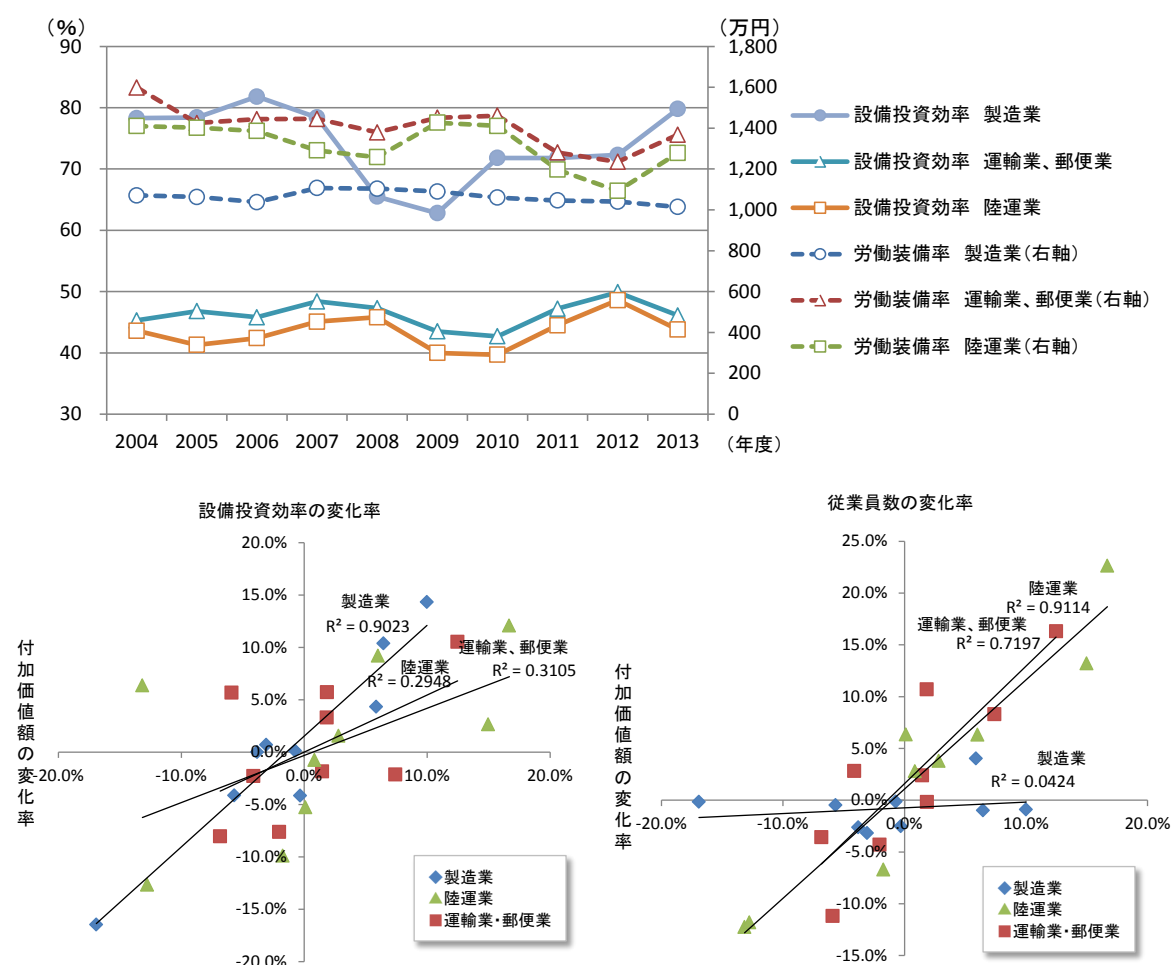 （％）
（万円）
90
80
70
60
50
40
30
1,800
1,600
1,400
1,200
1,000
800
600
400
200
0
2004 2005 2006 2007 2008 2009 2010 2011 2012 2013
（年度）
設備投資効率　製造業
設備投資効率　運輸業、郵便業
設備投資効率　陸運業
労働装備率　製造業（右軸）
労働装備率　運輸業、郵便業（右軸）
労働装備率　陸運業（右軸）
設備投資効率の変化率
付加価値額の変化率
20.0%
15.0%
10.0%
5.0%
0.0%
-5.0%
-10.0%
-15.0%
-20.0%
-20.0% -10.0% 0.0% 10.0% 20.0%
製造業
R² = 0.9023
運輸業、郵便業
R² = 0.3105
陸運業
R² = 0.2948
製造業
陸運業
運輸業・郵便業
従業員数の変化率
付加価値額の変化率
25.0%
20.0%
15.0%
10.0%
5.0%
0.0%
-5.0%
-10.0%
-15.0%
-20.0% -10.0% 0.0% 10.0% 20.0%
陸運業
R² = 0.9114
運輸業、郵便業
R² = 0.7197
製造業
R² = 0.0424
製造業
陸運業
運輸業・郵便業